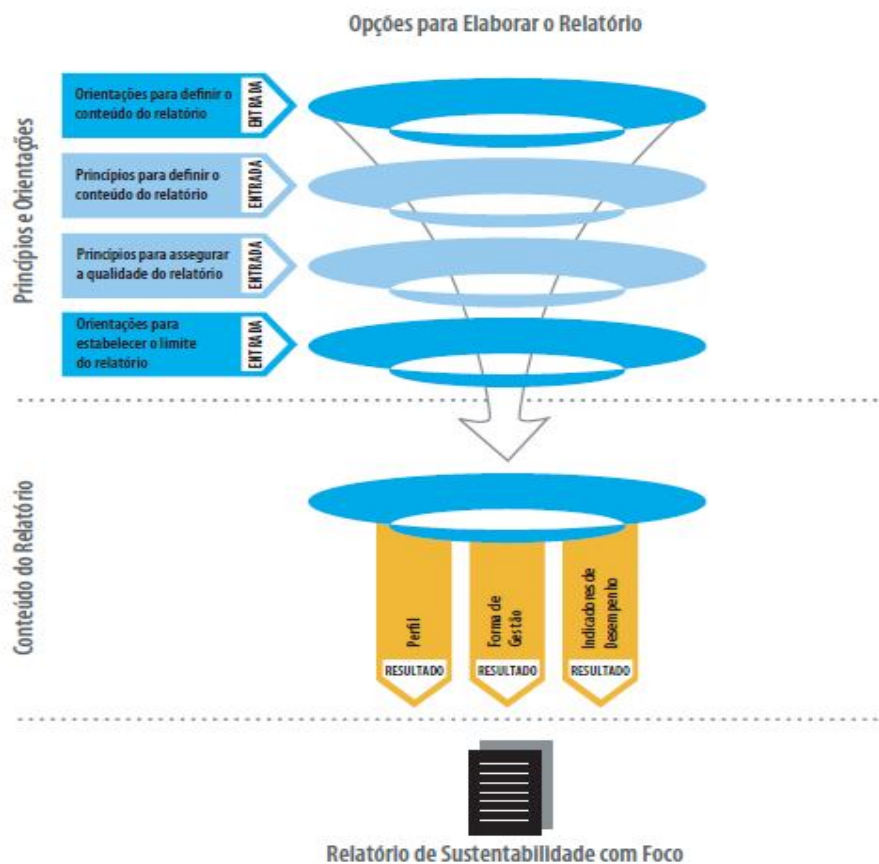 Opções para Elaborar o Relatório
Princípios e Orientações
Orientações para definir o
conteúdo do relatório
ENTRADA
Princípios para definir o
conteúdo do relatório
ENTRADA
Princípios para assegurar
a qualidade do relatório
ENTRADA
Orientações para
estabelecer o limite
do relatório
ENTRADA
Conteúdo do Relatório
Perfil
RESULTADO
Forma de
Gestão
RESULTADO
Indicadores de
Desempenho
RESULTADO
Relatório de Sustentabilidade com Foco